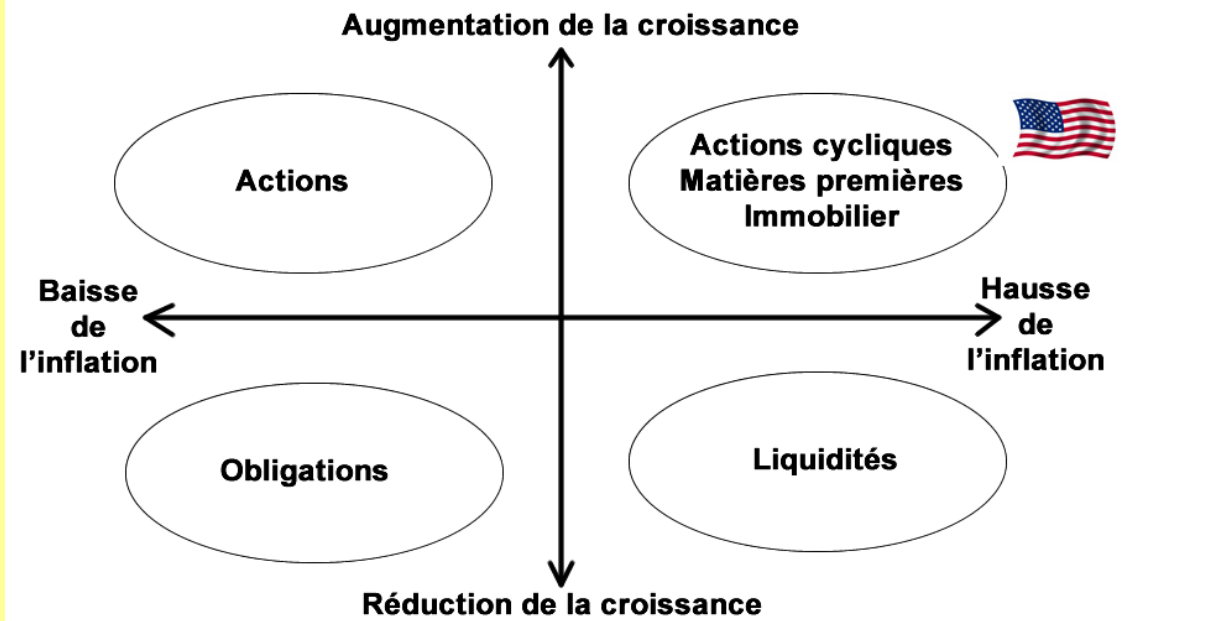 Augmentation de la croissance
Actions
Actions cycliques
Matières premières
Immobilier
Baisse
de
l’inflation
Hausse
de
l’inflation
Obligations
Liquidités
Réduction de la croissance